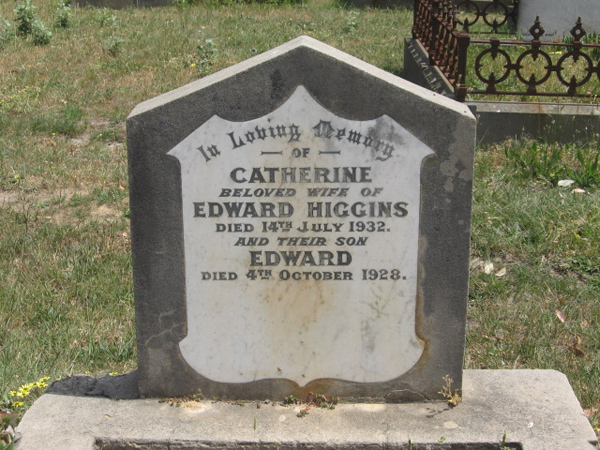 In Loving Memory
OF
CATHERINE
BELOVED WIFE OF
EDWARD HIGGINS
DIED 14TH JULY 1932.
AND THEIR SON
EDWARD
DIED 4TH OCTOBER 1928.